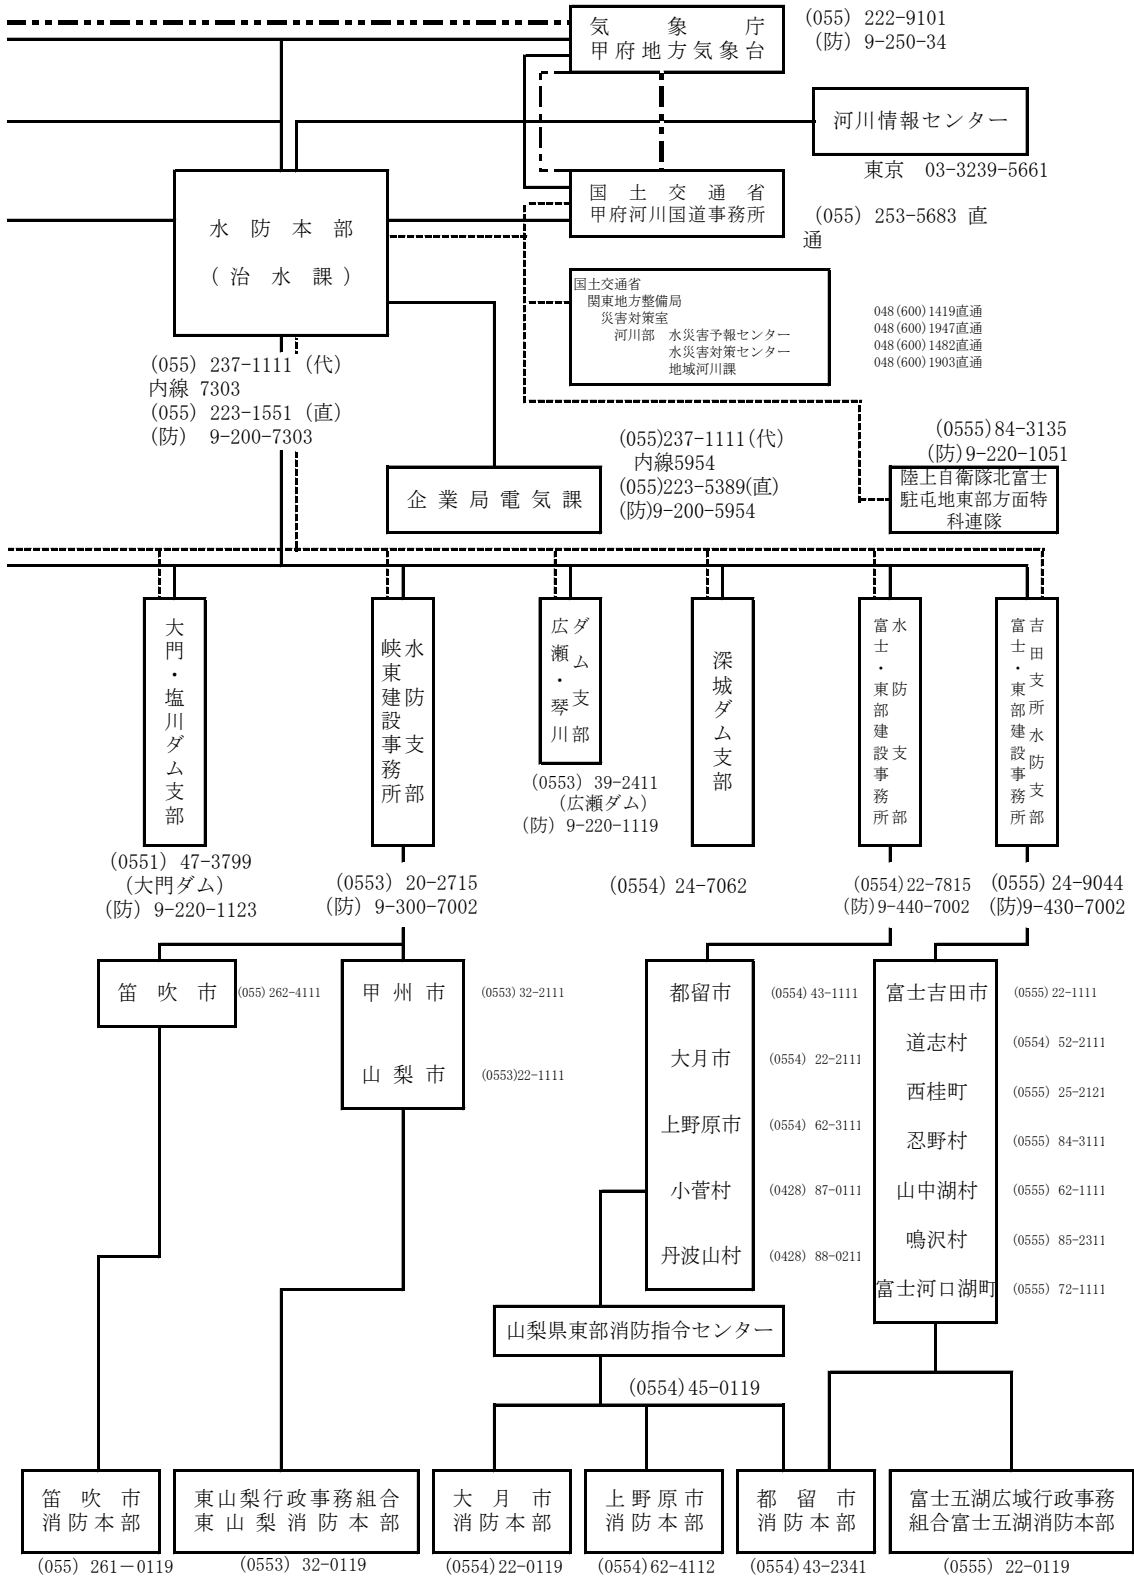 気　象　庁
甲府地方気象台
(055) 222-9101
(防) 9-250-34
河川情報センター
東京　03-3239-5661
国　土　交　通　省
甲府河川国道事務所
(055) 253-5683 直
通
水　防　本　部
(治　水　課)
国土交通省
関東地方整備局
災害対策室
河川部　水災害予報センター
水災害対策センター
地域河川課
048(600)1419直通
048(600)1947直通
048(600)1482直通
048(600)1903直通
(055) 237-1111 (代)
内線 7303
(055) 223-1551 (直)
(防)　9-200-7303
企業局電気課
(055)237-1111(代)
内線5954
(055)223-5389(直)
(防)9-200-5954
(0555)84-3135
(防)9-220-1051
陸上自衛隊北富士
駐屯地東部方面特
科連隊
大門・塩川ダム支部
水防支部
峡東建設事務所
ダム支部
広瀬・琴川
深城ダム支部
水防支部
富士・東部建設事務所
吉田支所水防支部
富士・東部建設事務所
(0551) 47-3799
(大門ダム)
(防) 9-220-1123
(0553) 20-2715
(防) 9-300-7002
(0553) 39-2411
(広瀬ダム)
(防) 9-220-1119
(0554) 24-7062
(0554)22-7815
(防)9-440-7002
(0555) 24-9044
(防)9-430-7002
笛　吹　市
(055)262-4111
甲　州　市
(0553)32-2111
山　梨　市
(0553)22-1111
都留市
(0554)43-1111
大月市
(0554) 22-2111
上野原市
(0554) 62-3111
小菅村
(0428) 87-0111
丹波山村
(0428) 88-0211
富士吉田市
(0555)22-1111
道志村
(0554) 52-2111
西桂町
(0555) 25-2121
忍野村
(0555) 84-3111
山中湖村
(0555) 62-1111
鳴沢村
(0555) 85-2311
富士河口湖町
(0555) 72-1111
山梨県東部消防指令センター
(0554)45-0119
笛　吹　市
消防本部
(055) 261－0119
東山梨行政事務組合
東山梨消防本部
(0553) 32-0119
大　月　市
消防本部
(0554)22-0119
上野原市
消防本部
(0554)62-4112
都　留　市
消防本部
(0554)43-2341
富士五湖広域行政事務
組合富士五湖消防本部
(0555) 22-0119